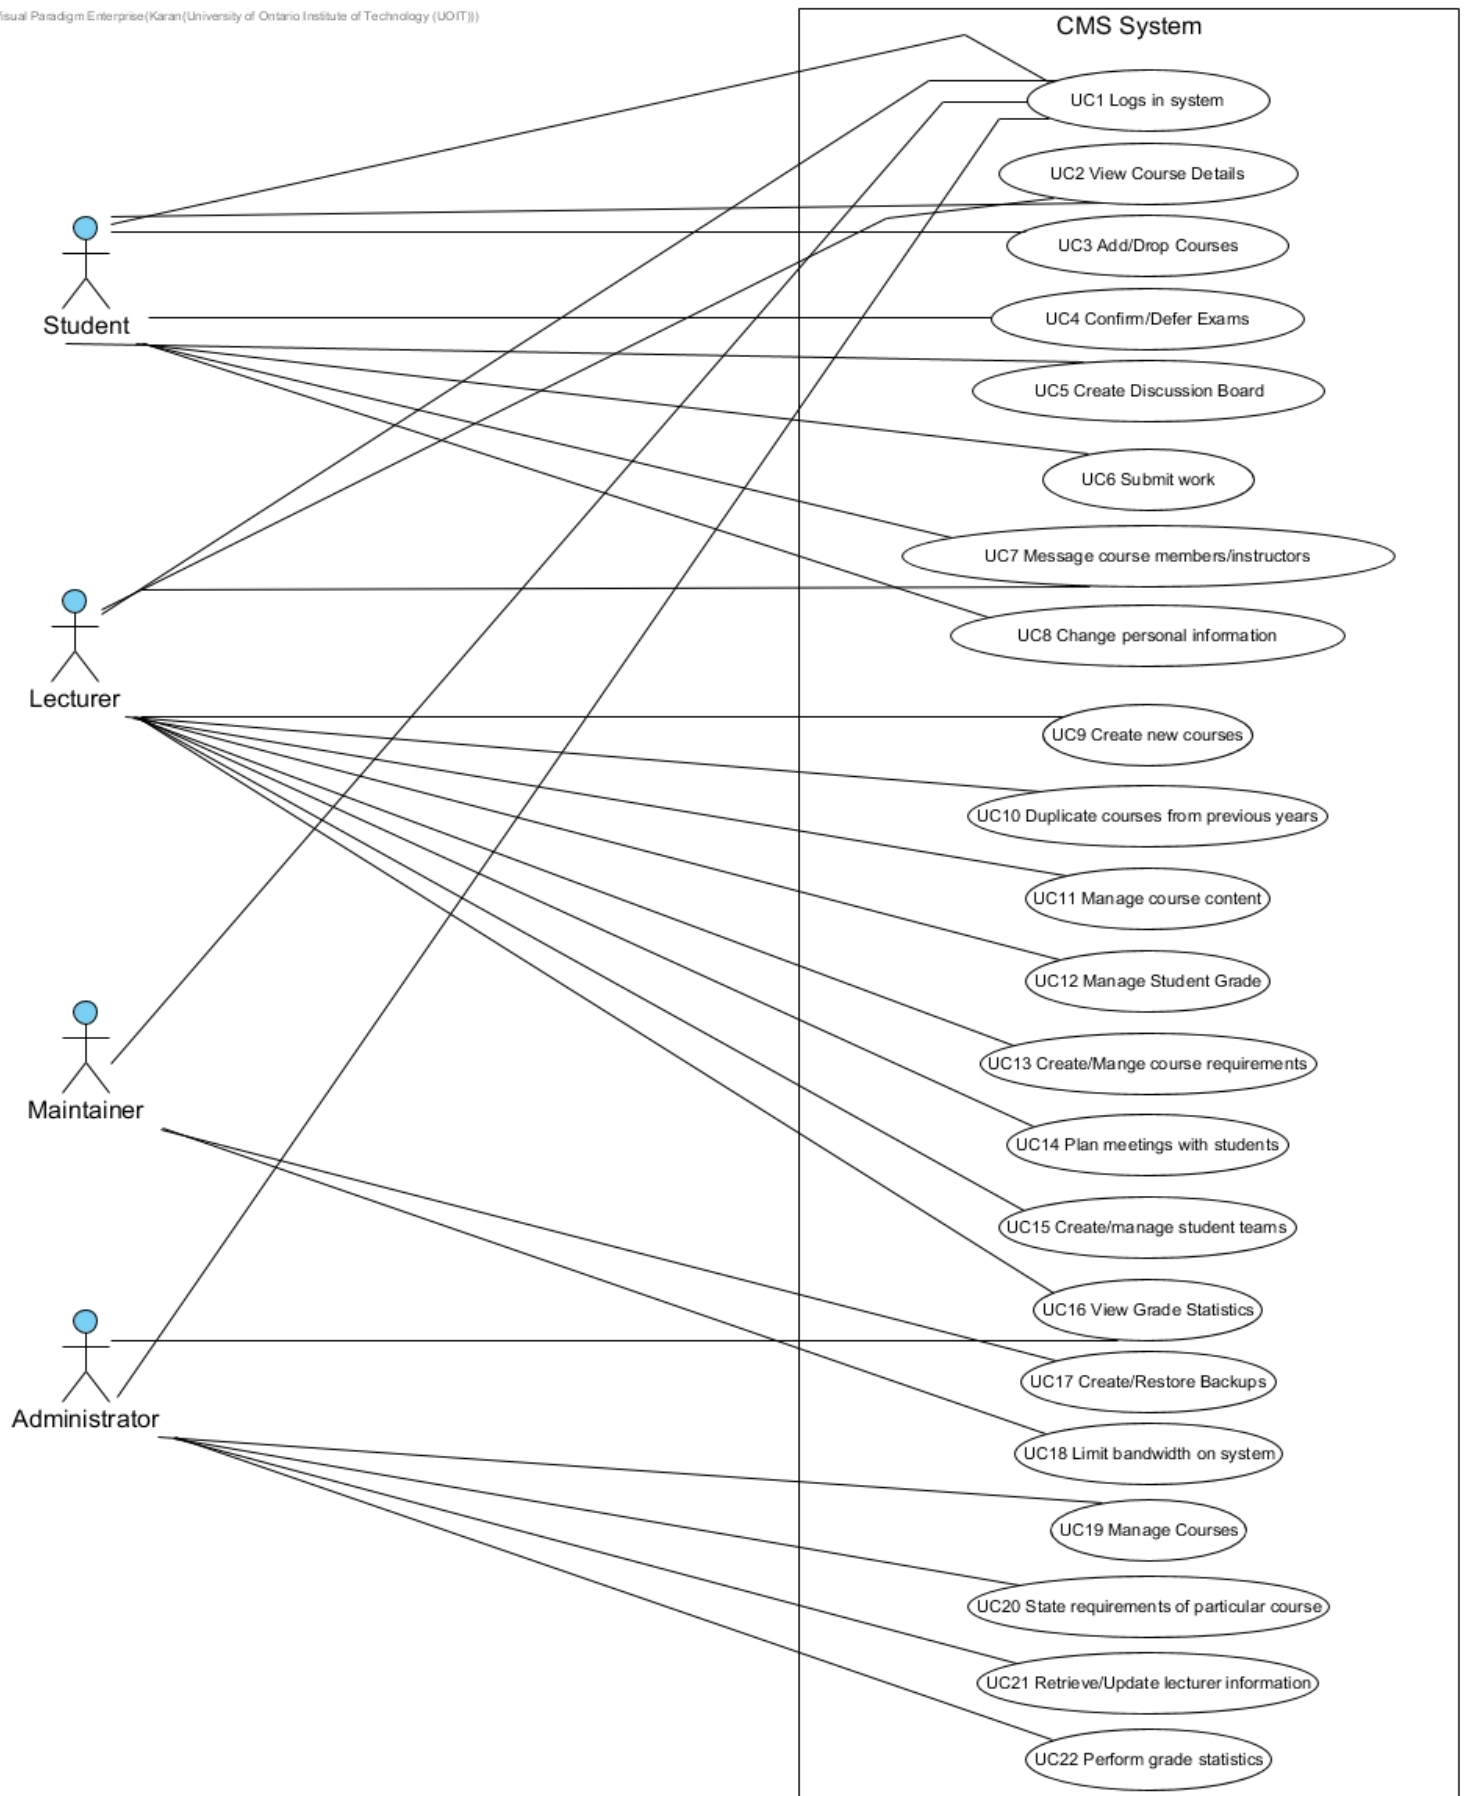 isual Paradigm Enterprise(Karan(University of Ontario Institute of Technology (UOIT)))
CMS System
UC1 Logs in system
UC2 View Course Details
UC3 Add/Drop Courses
Student
UC4 Confirm/Defer Exams
UC5 Create Discussion Board
UC6 Submit work
UC7 Message course members/instructors
UC8 Change personal information
Lecturer
UC9 Create new courses
UC10 Duplicate courses from previous years
UC11 Manage course content
UC12 Manage Student Grade
UC13 Create/Mange course requirements
Maintainer
UC14 Plan meetings with students
UC15 Create/manage student teams
UC16 View Grade Statistics
UC17 Create/Restore Backups
Administrator
UC18 Limit bandwidth on system
UC19 Manage Courses
UC20 State requirements of particular course
UC21 Retrieve/Update lecturer information
UC22 Perform grade statistics